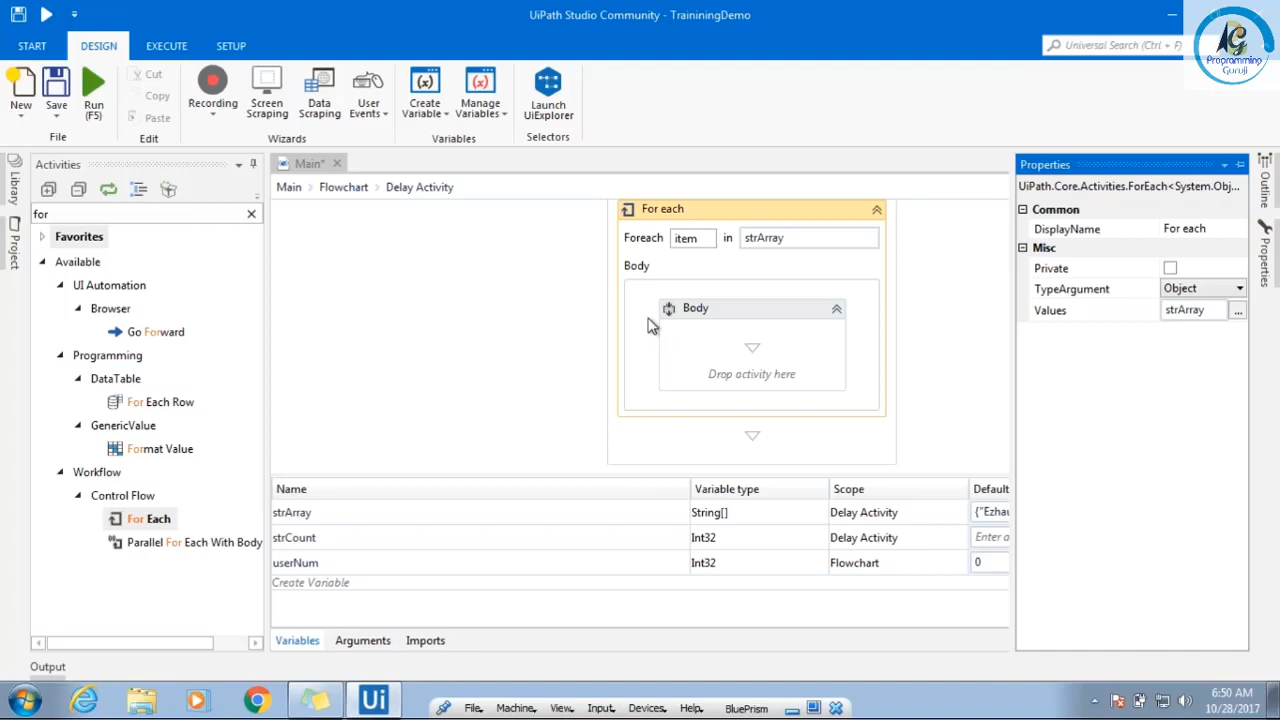 UiPath Studio Community - TraininingDemo
START DESIGN EXECUTE SETUP
Universal Search (Ctrl + F)
Programming
Guruji
New
Save
Run
(F5)
Cut
Copy
Paste
Recording
Screen
Scraping
Data
Scraping
User
Events
Create
Variable
Manage
Variables
Launch
UiExplorer
File Edit Wizards Variables Selectors
Library
Project
Activities
for
Favorites
Available
UI Automation
Browser
Go Forward
Programming
DataTable
For Each Row
GenericValue
Format Value
Workflow
Control Flow
For Each
Parallel For Each With Body
Main*
Main Flowchart Delay Activity
For each
Foreach item in strArray
Body
Body
Drop activity here
Name Variable type Scope Default
strArray String[] Delay Activity {"Ezhau
strCount Int32 Delay Activity Enter a
userNum Int32 Flowchart 0
Create Variable
Variables Arguments Imports
Properties
UiPath.Core.Activities.ForEach<System.Obj...
Common
DisplayName For each
Misc
Private
TypeArgument Object
Values strArray ...
Outline
Properties
Output
Ui
File, Machine, View, Input, Devices, Help, BluePrism
6:50 AM
10/28/2017